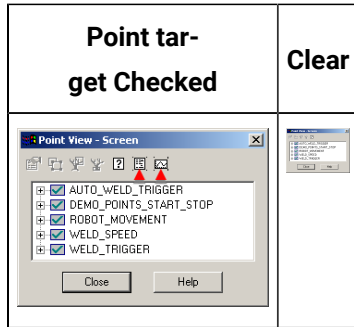 Point tar-
get Checked
Clear
Point View - Screen
AUTO_WELD_TRIGGER
DEMO_POINTS_START_STOP
ROBOT_MOVEMENT
WELD_SPEED
WELD_TRIGGER
Close
Help